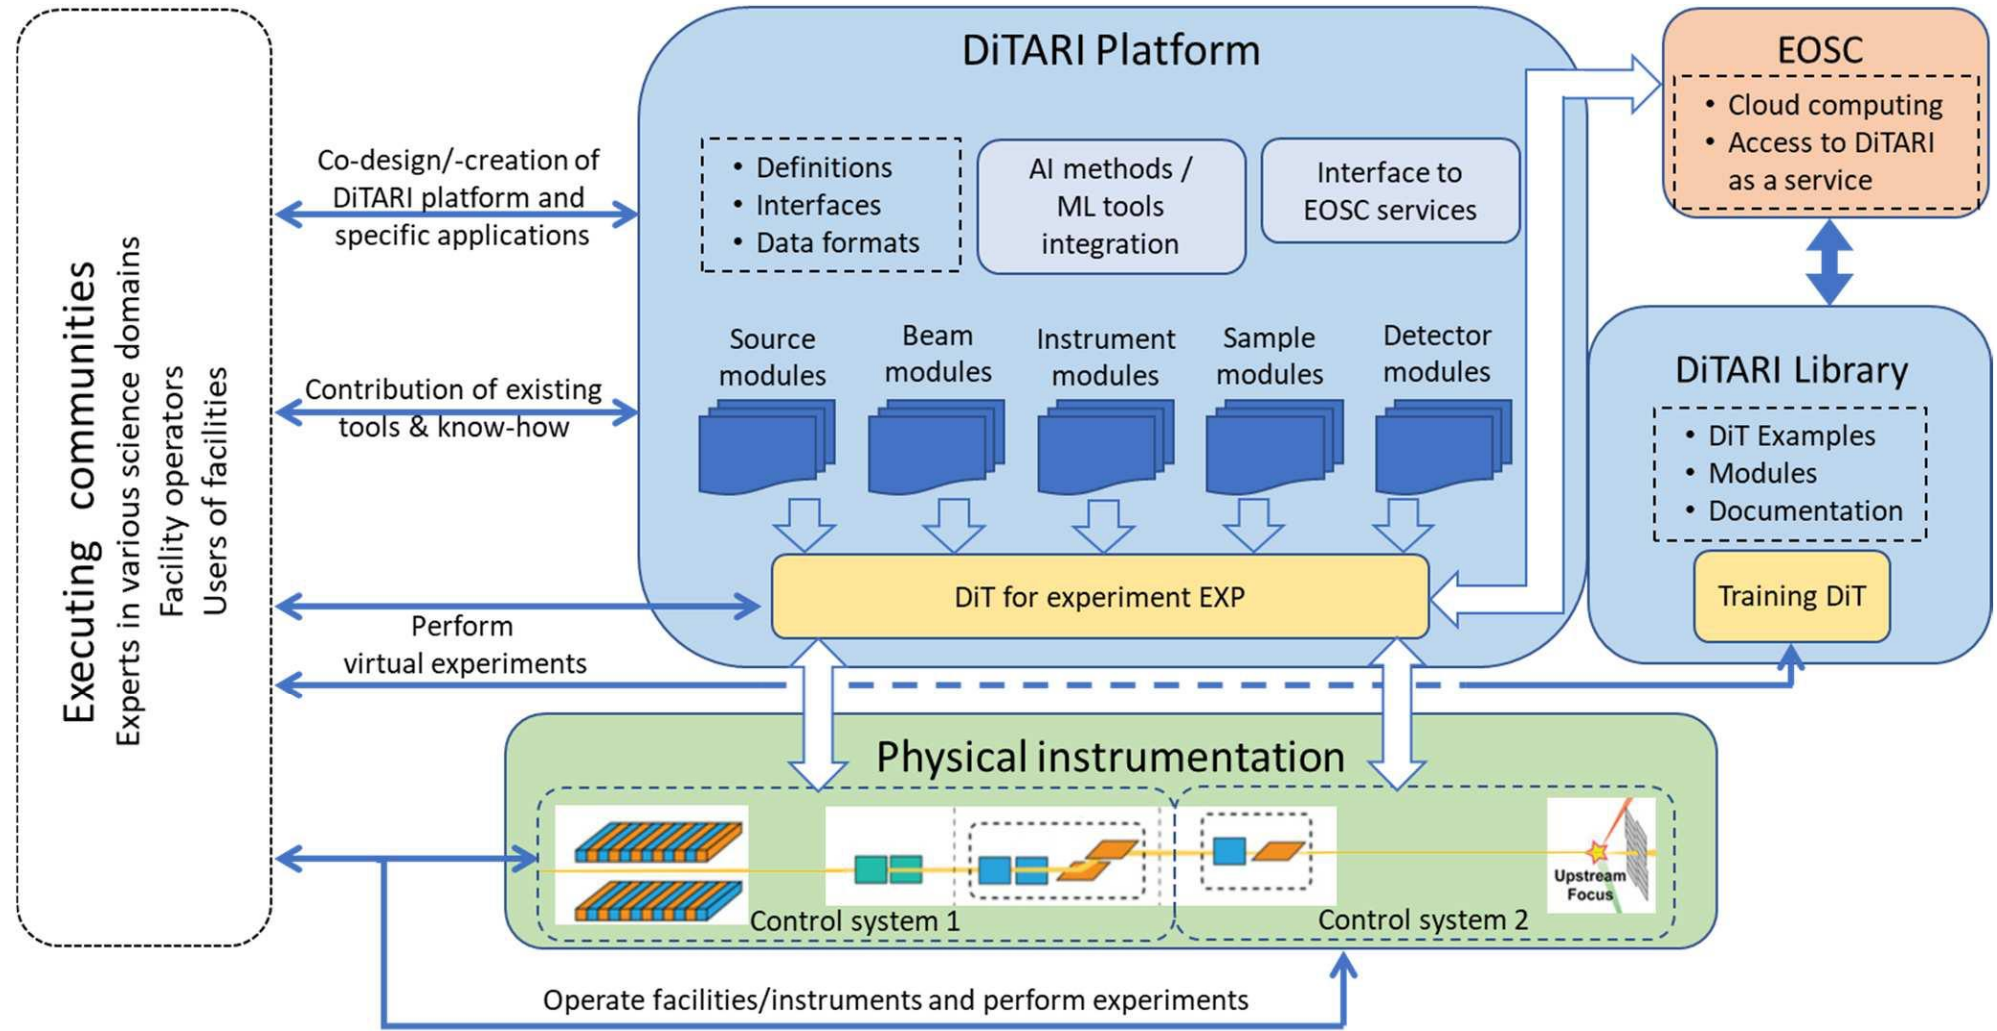 Executing communities
Experts in various science domains
Facility operators
Users of facilities
Co-design/-creation of
DiTARI platform and
specific applications
Contribution of existing
tools & know-how
Perform
virtual experiments
DiTARI Platform
• Definitions
• Interfaces
• Data formats
AI methods /
ML tools
integration
Interface to
EOSC services
Source
modules
Beam
modules
Instrument
modules
Sample
modules
Detector
modules
DiT for experiment EXP
EOSC
• Cloud computing
• Access to DiTARI
as a service
DiTARI Library
• DiT Examples
• Modules
• Documentation
Training DiT
Physical instrumentation
Control system 1
Control system 2
Upstream
Focus
Operate facilities/instruments and perform experiments